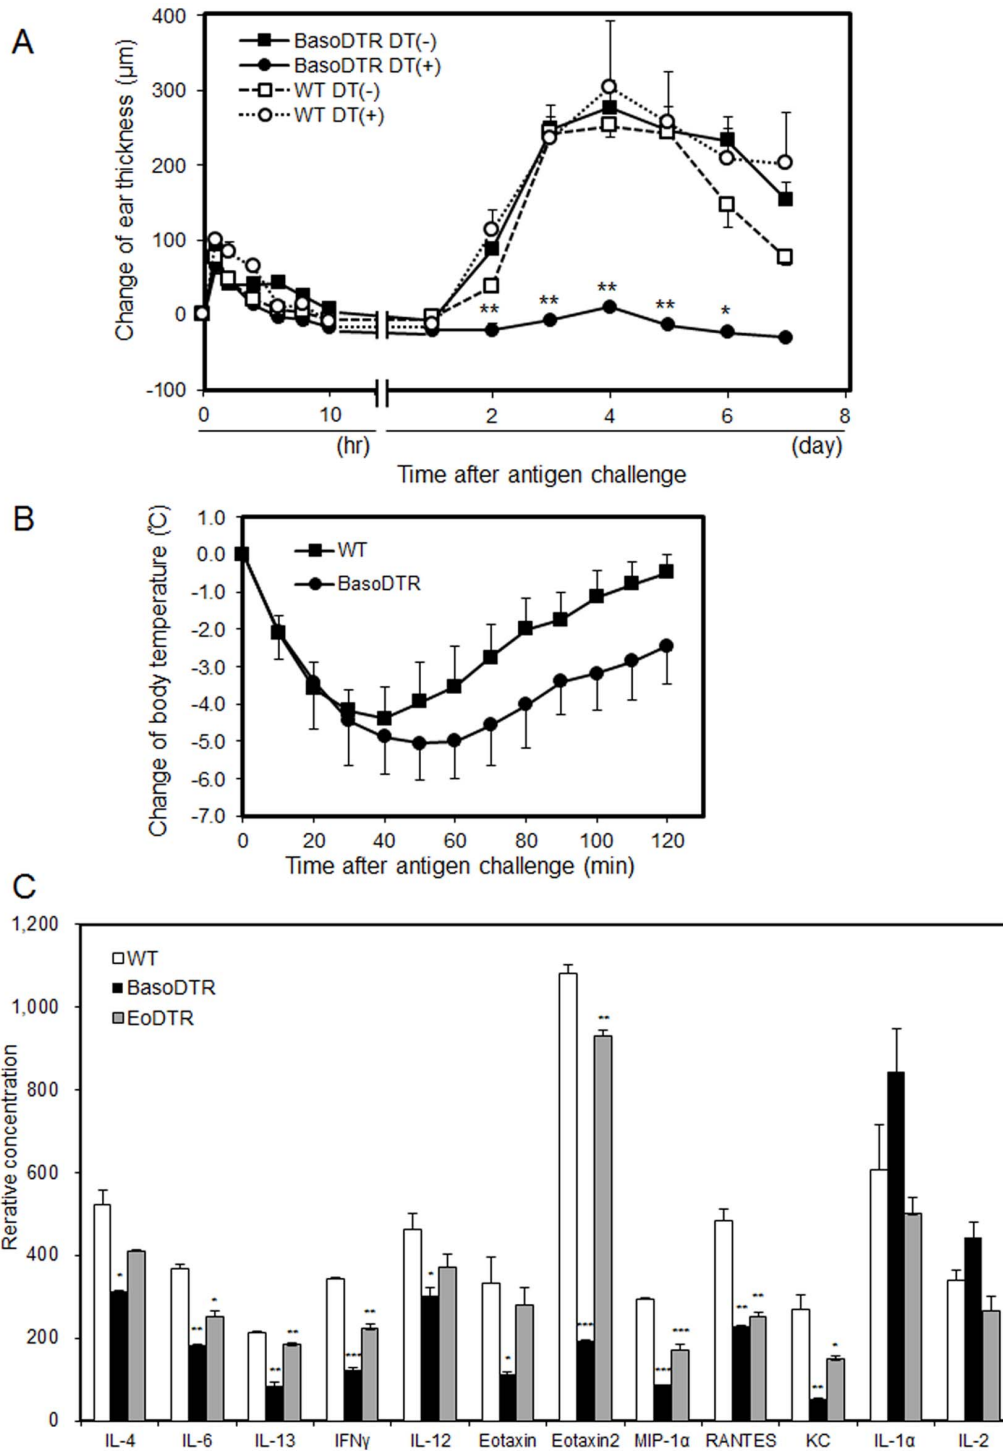 A
Change of ear thickness (μm)
400
300
200
100
0
-100
BasoDTR DT(-)
BasoDTR DT(+)
WT DT(-)
WT DT(+)
** ** ** ** *
0 10 2 4 6 8
(hr) (day)
Time after antigen challenge
B
Change of body temperature (℃)
1.0
0.0
-1.0
-2.0
-3.0
-4.0
-5.0
-6.0
-7.0
WT
BasoDTR
0 20 40 60 80 100 120
Time after antigen challenge (min)
C
Rerative concentration
1,200
1,000
800
600
400
200
0
WT
BasoDTR
EoDTR
* ** * ** ** *** ** * * *** ** *** *** ** ** ** *
IL-4 IL-6 IL-13 IFNγ IL-12 Eotaxin Eotaxin2 MIP-1α RANTES KC IL-1α IL-2